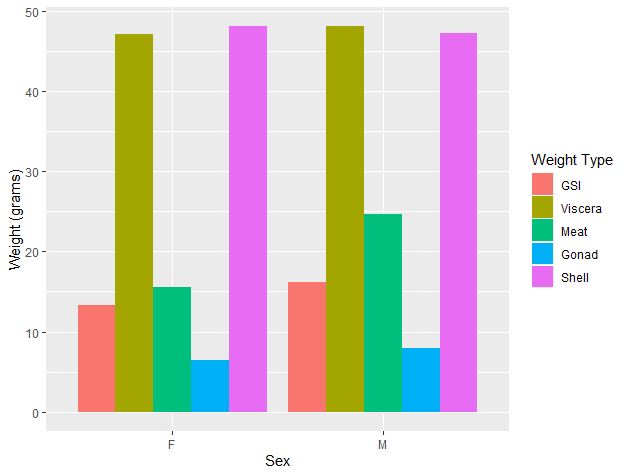 50
40
30
20
10
0
Weight (grams)
F M
Sex
Weight Type
GSI
Viscera
Meat
Gonad
Shell